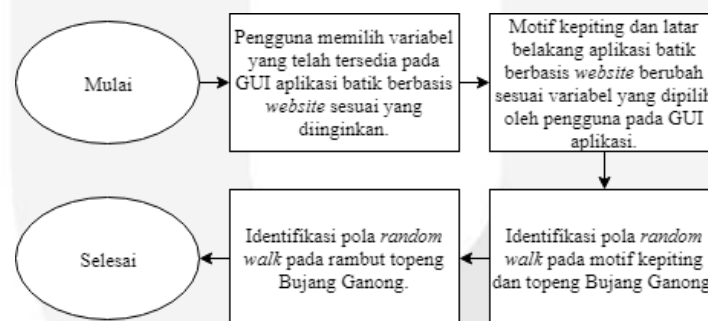 Mulai
Pengguna memilih variabel
yang telah tersedia pada
GUI aplikasi batik berbasis
website sesuai yang
diinginkan.
Motif kepiting dan latar
belakang aplikasi batik
berbasis website berubah
sesuai variabel yang dipilih
oleh pengguna pada GUI
aplikasi.
Identifikasi pola random
walk pada motif kepiting
dan topeng Bujang Ganong
Identifikasi pola random
walk pada rambut topeng
Bujang Ganong.
Selesai